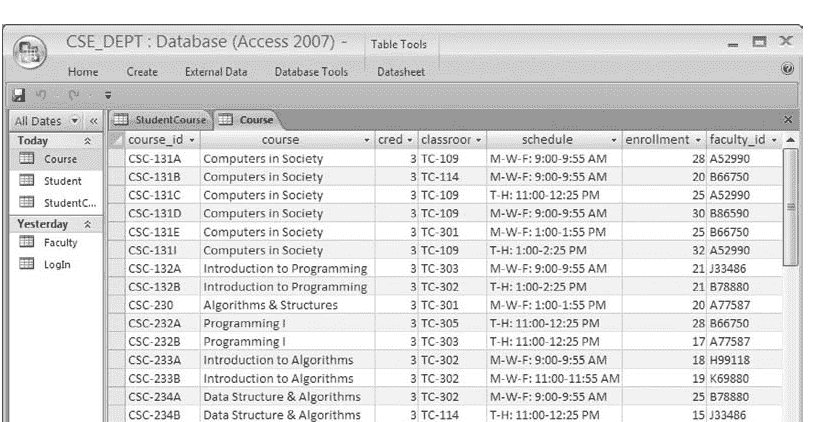 CSE_DEPT : Database (Access 2007) -
Table Tools
Home Create External Data Database Tools Datasheet
All Dates «
StudentCourse Course
Today
Course
Student
StudentC...
Yesterday
Faculty
LogIn
course_id course cred classroor schedule enrollment faculty_id
CSC-131A Computers in Society 3 TC-109 M-W-F: 9:00-9:55 AM 28 A52990
CSC-131B Computers in Society 3 TC-114 M-W-F: 9:00-9:55 AM 20 B66750
CSC-131C Computers in Society 3 TC-109 T-H: 11:00-12:25 PM 25 A52990
CSC-131D Computers in Society 3 TC-109 M-W-F: 9:00-9:55 AM 30 B86590
CSC-131E Computers in Society 3 TC-301 M-W-F: 1:00-1:55 PM 25 B66750
CSC-131I Computers in Society 3 TC-109 T-H: 1:00-2:25 PM 32 A52990
CSC-132A Introduction to Programming 3 TC-303 M-W-F: 9:00-9:55 AM 21 J33486
CSC-132B Introduction to Programming 3 TC-302 T-H: 1:00-2:25 PM 21 B78880
CSC-230 Algorithms & Structures 3 TC-301 M-W-F: 1:00-1:55 PM 20 A77587
CSC-232A Programming I 3 TC-305 T-H: 11:00-12:25 PM 28 B66750
CSC-232B Programming I 3 TC-303 T-H: 11:00-12:25 PM 17 A77587
CSC-233A Introduction to Algorithms 3 TC-302 M-W-F: 9:00-9:55 AM 18 H99118
CSC-233B Introduction to Algorithms 3 TC-302 M-W-F: 11:00-11:55 AM 19 K69880
CSC-234A Data Structure & Algorithms 3 TC-302 M-W-F: 9:00-9:55 AM 25 B78880
CSC-234B Data Structure & Algorithms 3 TC-114 T-H: 11:00-12:25 PM 15 J33486